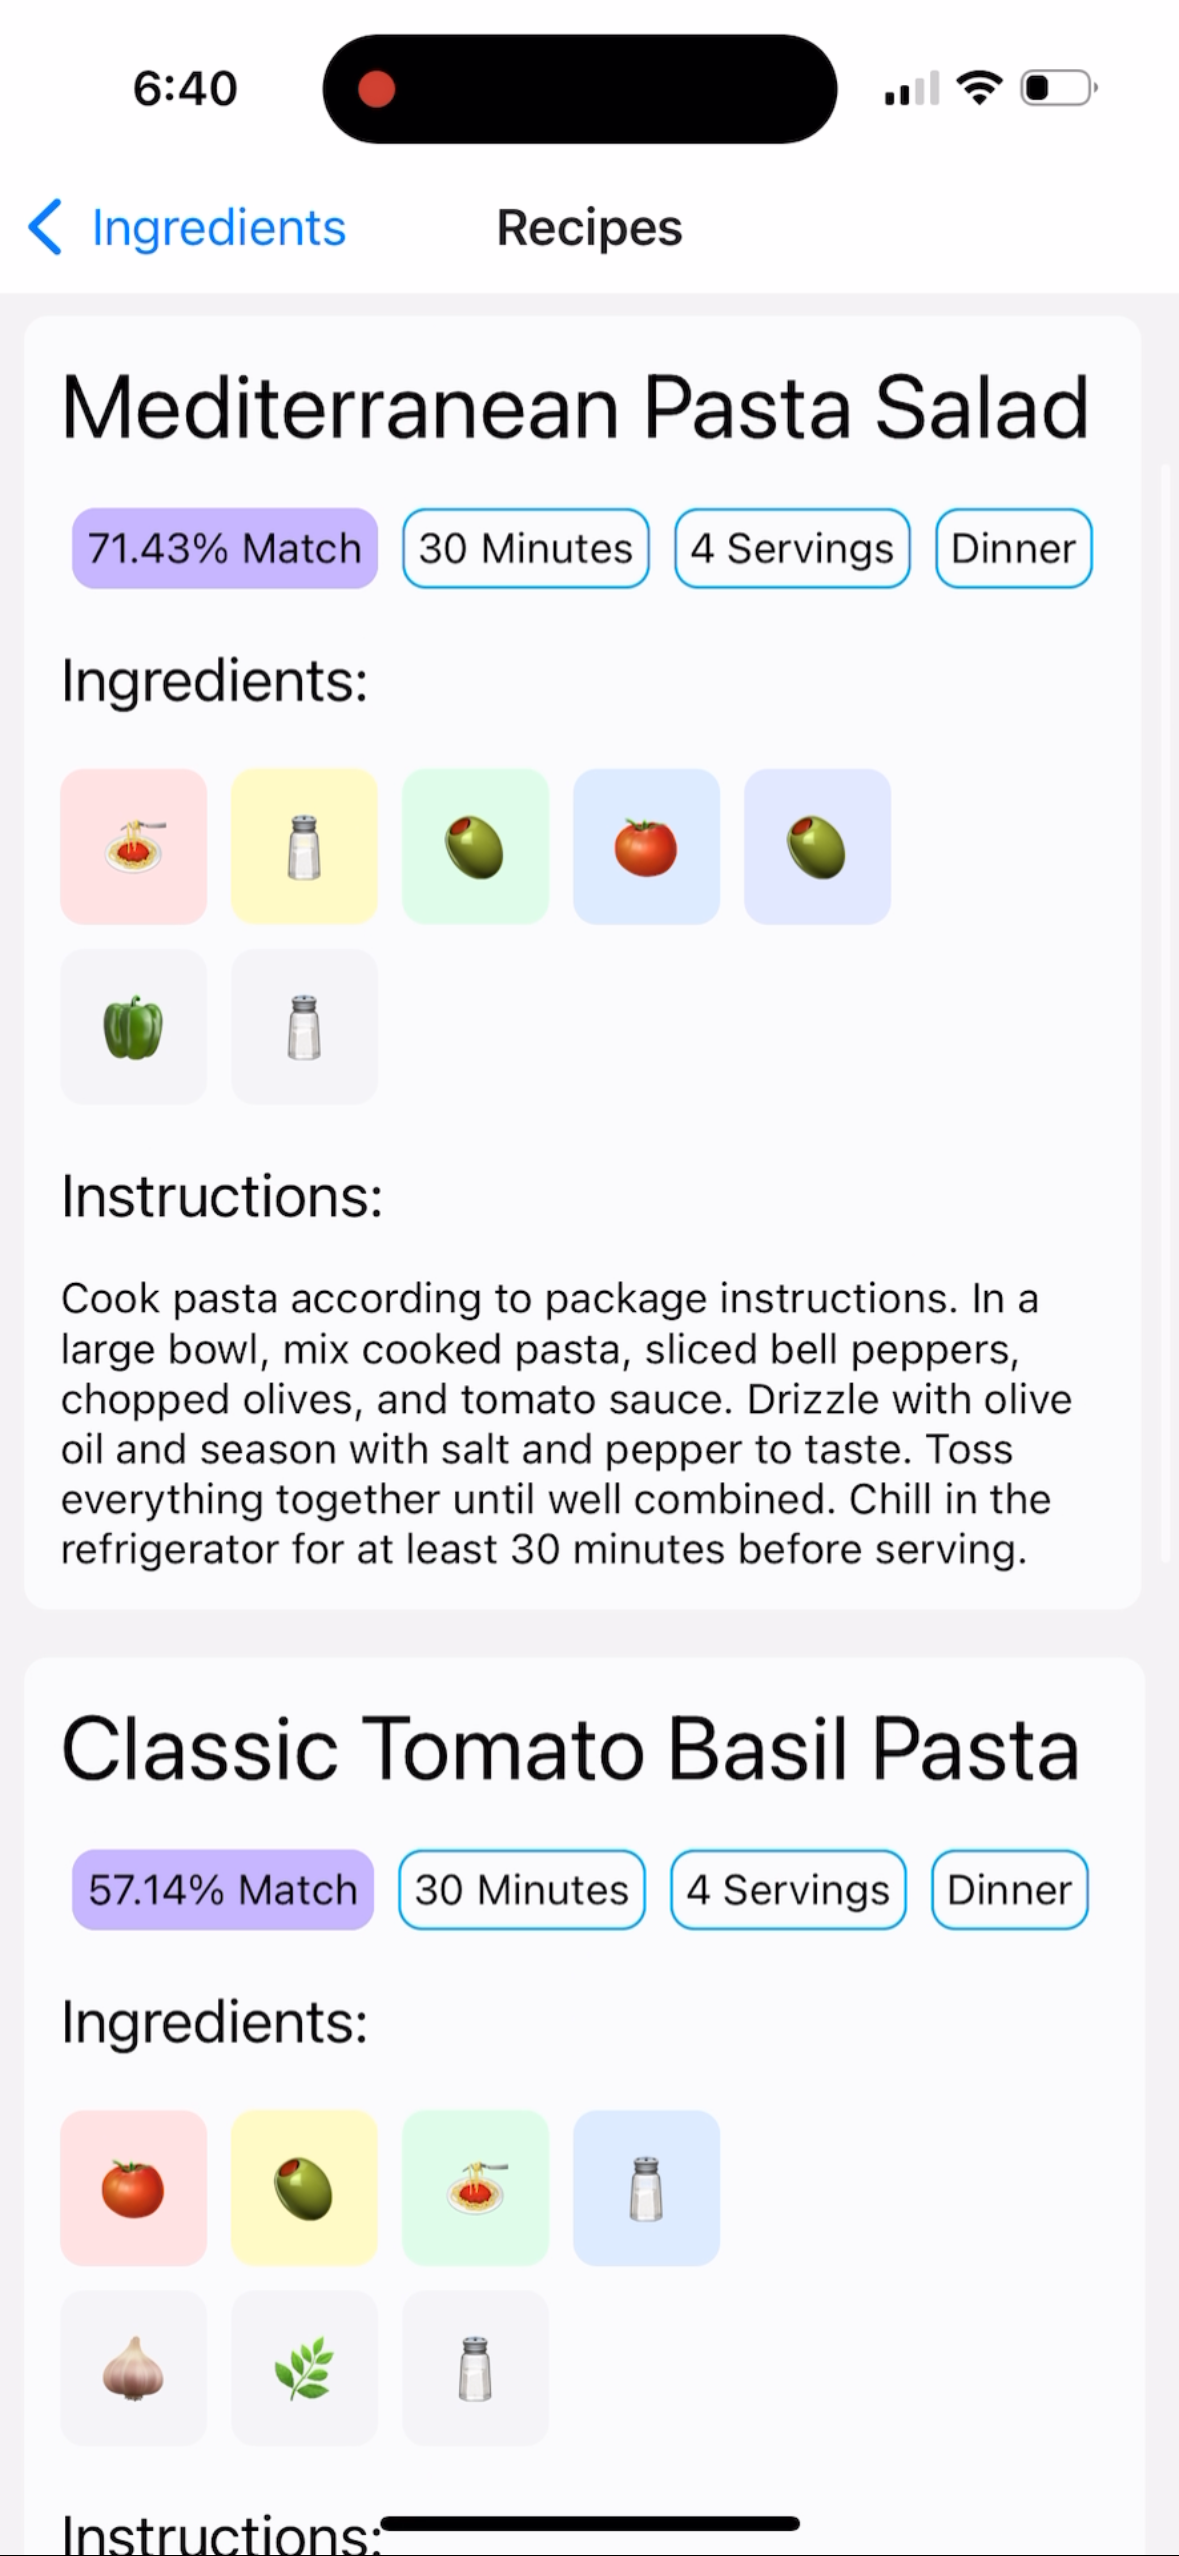 6:40
Ingredients
Recipes
Mediterranean Pasta Salad
71.43% Match
30 Minutes
4 Servings
Dinner
Ingredients:
Instructions:
Cook pasta according to package instructions. In a
large bowl, mix cooked pasta, sliced bell peppers,
chopped olives, and tomato sauce. Drizzle with olive
oil and season with salt and pepper to taste. Toss
everything together until well combined. Chill in the
refrigerator for at least 30 minutes before serving.
Classic Tomato Basil Pasta
57.14% Match
30 Minutes
4 Servings
Dinner
Ingredients:
Instructions: